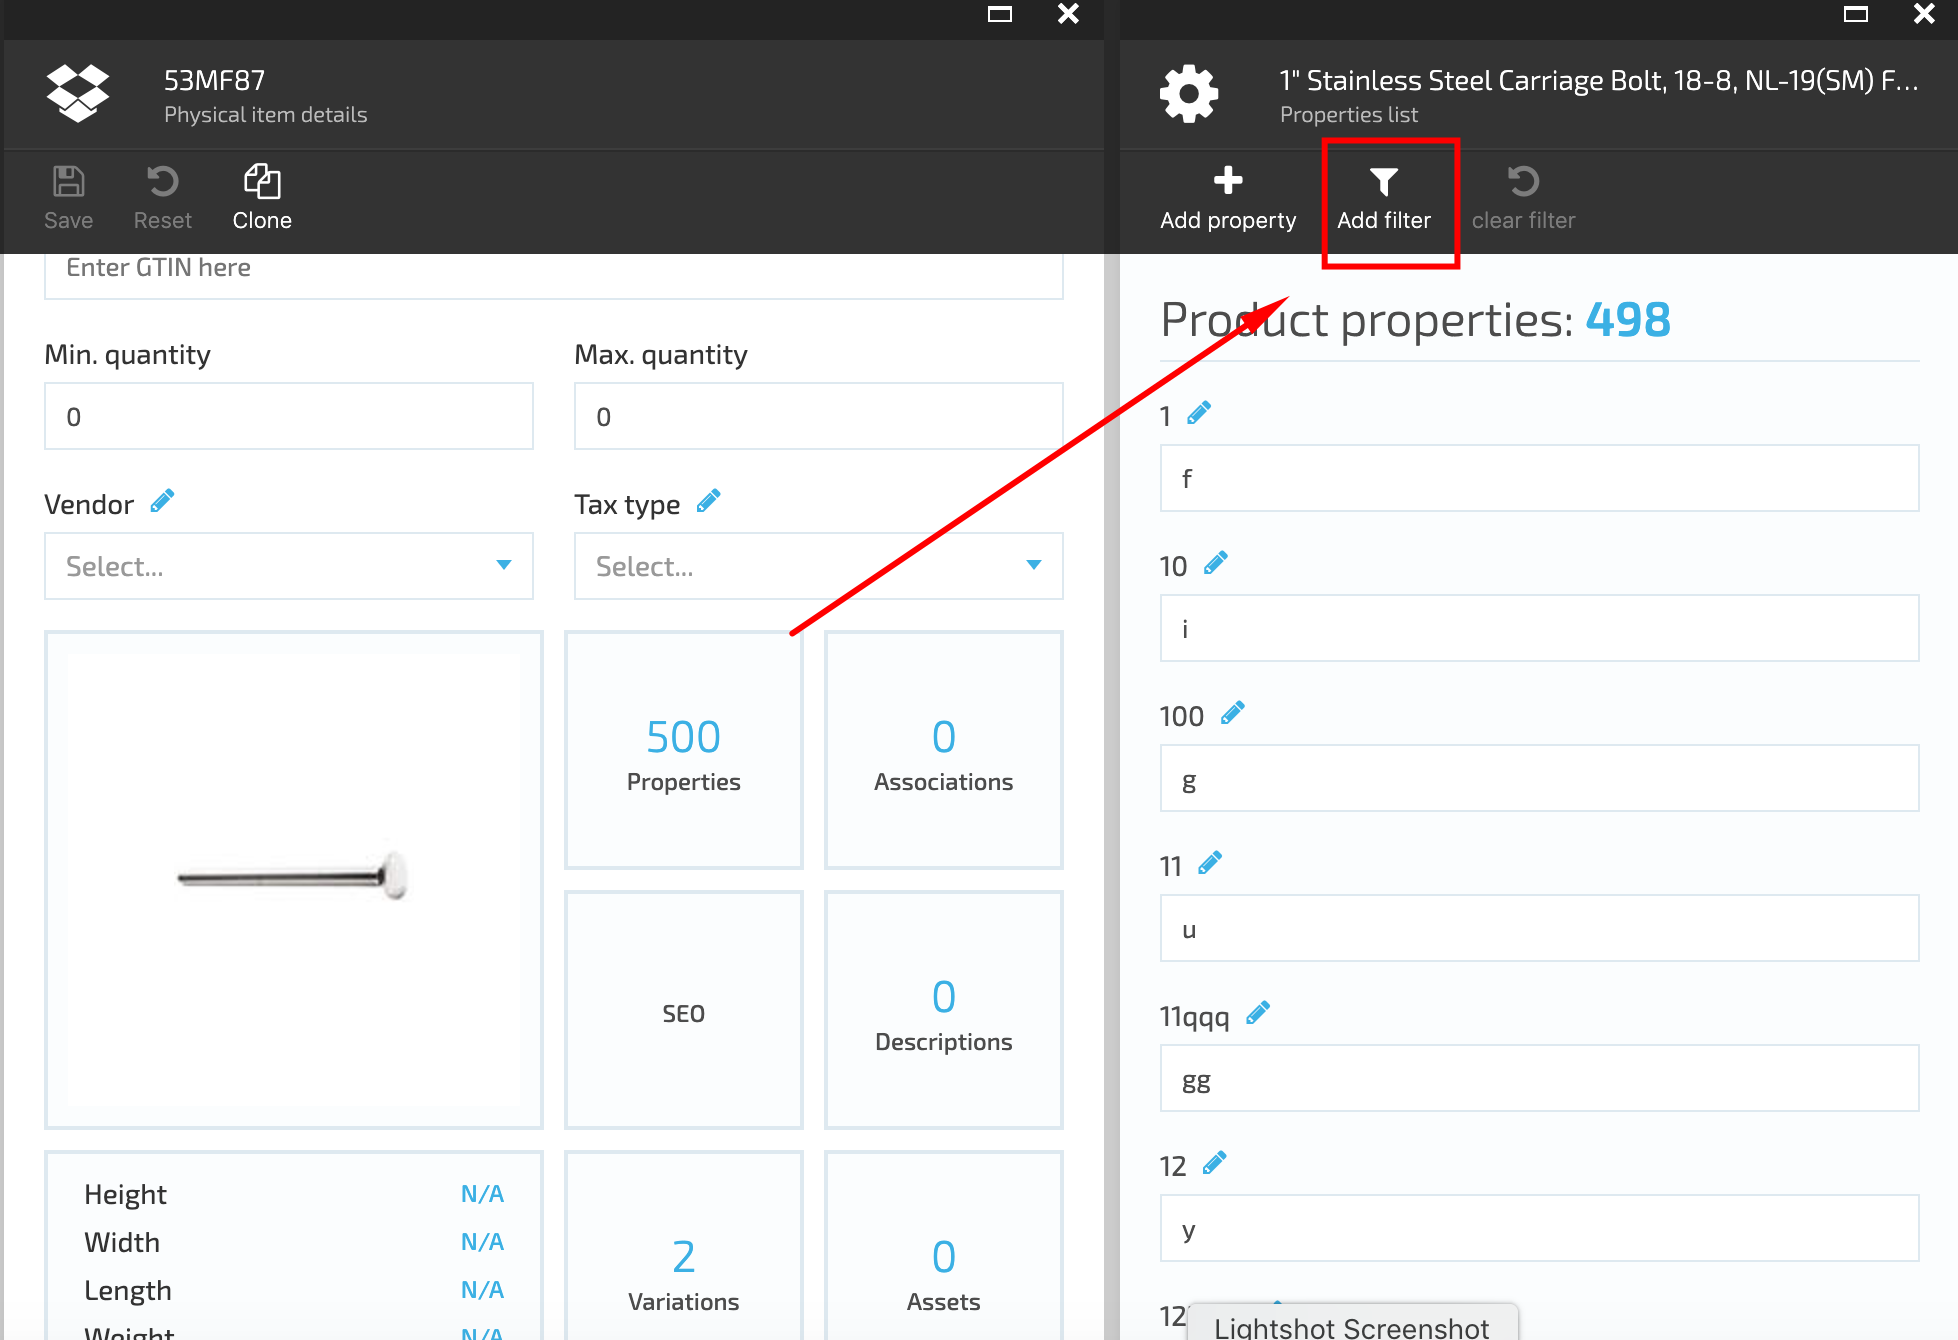 53MF87
Physical item details
Save
Reset
Clone
Enter GTIN here
Min. quantity
Max. quantity
0
0
Vendor
Tax type
Select...
Select...
500
Properties
0
Associations
SEO
0
Descriptions
Height N/A
Width N/A
Length N/A
Weight N/A
2
Variations
0
Assets
1" Stainless Steel Carriage Bolt, 18-8, NL-19(SM) F...
Properties list
Add property
Add filter
clear filter
Product properties: 498
1
f
10
i
100
g
11
u
11qqq
gg
12
y
12
Lightshot Screenshot